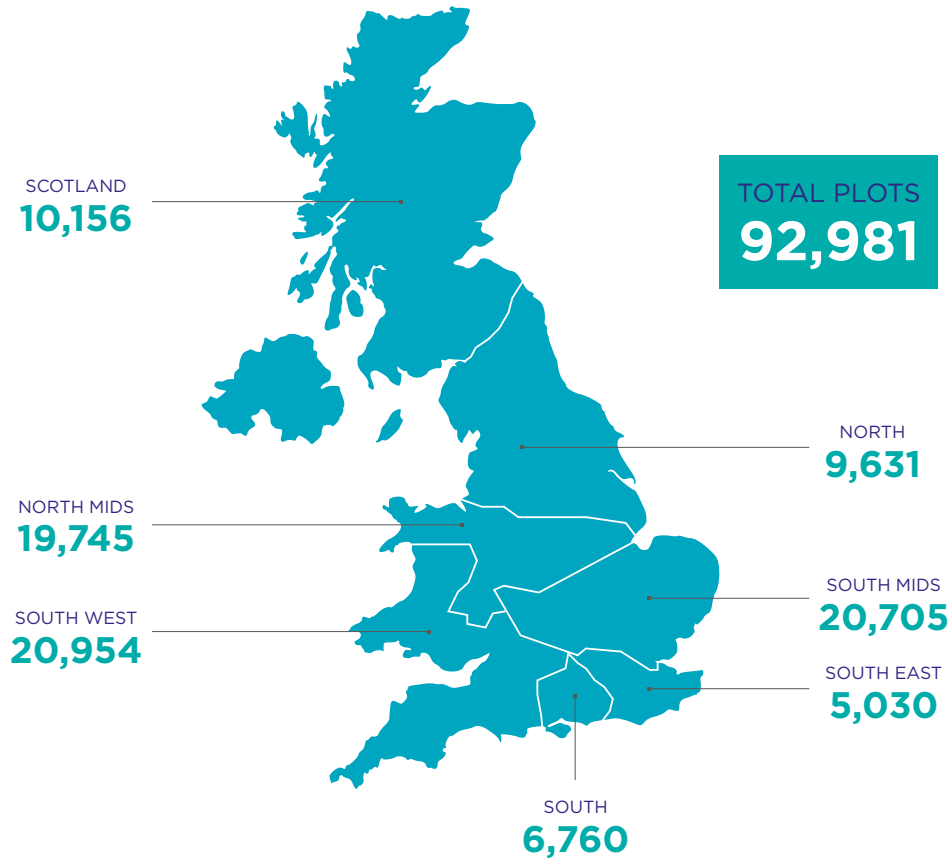 SCOTLAND
10,156
TOTAL PLOTS
92,981
NORTH
9,631
NORTH MIDS
19,745
SOUTH MIDS
20,705
SOUTH WEST
20,954
SOUTH EAST
5,030
SOUTH
6,760